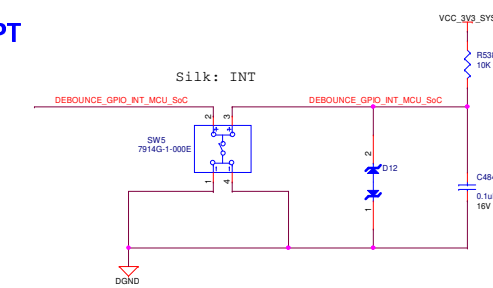 VCC_3V3_SYS
PT
R53
10K
Silk: INT
DEBOUNCE_GPIO_INT_MCU_SoC
DEBOUNCE_GPIO_INT_MCU_SoC
2
3
SW5
7914G-1-000E
2
D12
1
4
1
C484
0.1u
16V
DGND